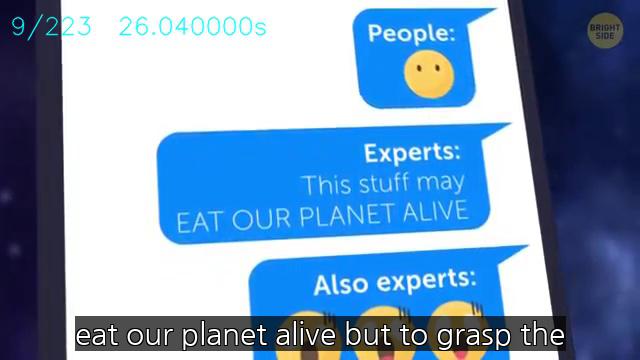 9/223 26.040000s
BRIGHT
SIDE
People:
Experts:
This stuff may
EAT OUR PLANET ALIVE
Also experts:
eat our planet alive but to grasp the